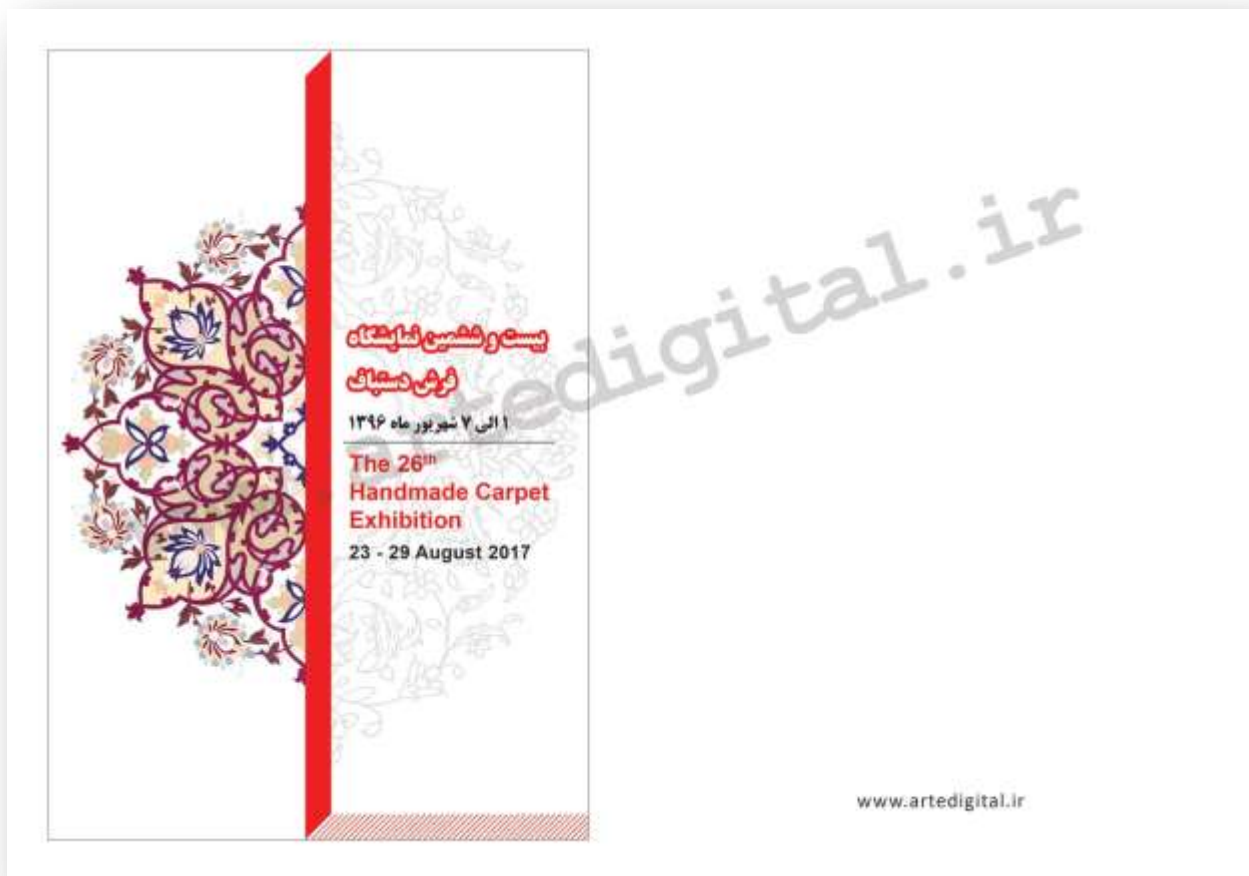 بیست و ششمین نمایشگاه
فرش دستباف
۱ الی ۷ شهریور ماه ۱۳۹۶
The 26th
Handmade Carpet
Exhibition
23 - 29 August 2017
.artedigital.ir
www.artedigital.ir